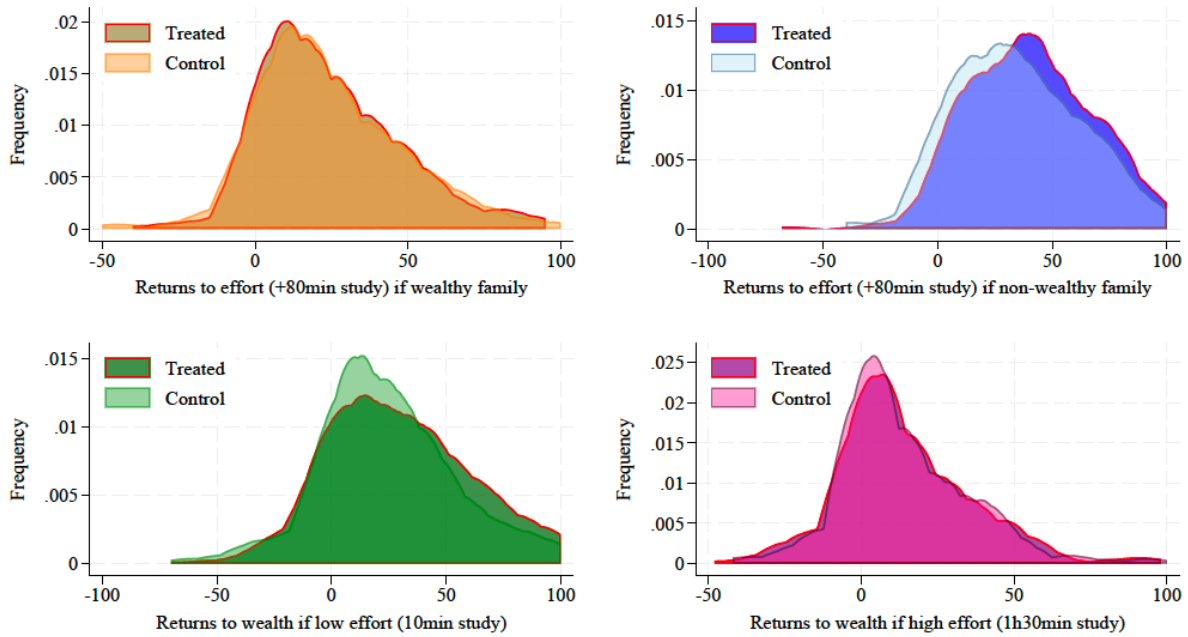 .02
.015
.01
.005
0
Frequency
Treated
Control
-50
0
50
100
Returns to effort (+80min study) if wealthy family
.015
.01
.005
0
Frequency
Treated
Control
-100
-50
0
50
100
Returns to effort (+80min study) if non-wealthy family
.015
.01
.005
0
Frequency
Treated
Control
-100
-50
0
50
100
Returns to wealth if low effort (10min study)
.025
.02
.015
.01
.005
0
Frequency
Treated
Control
-50
0
50
100
Returns to wealth if high effort (1h30min study)